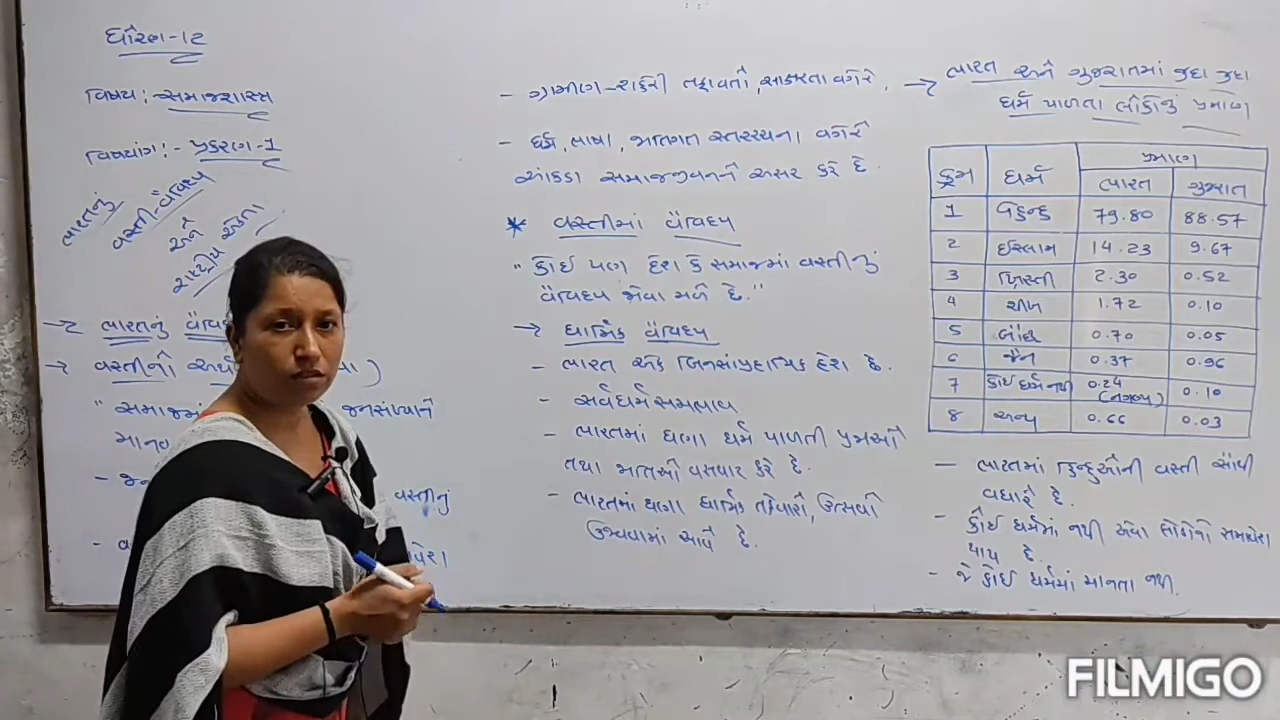 ધોરણ-12
વિષય: સમાજશાસ્ત્ર
વિષયાંગ:- પ્રકરણ-1
ભારતનું
વસ્તી-વૈવિધ્ય
અને
રાષ્ટ્રીય એકતા
→ ભારતનું
→ વસ્તીનો
" સમાજમાં જનસંખ્યાને
વસ્તીનું
- ગ્રામીણ-શહેરી તફાવતો, સાક્ષરતા વગેરે.
- ધર્મ, ભાષા, જાતિગત સ્તરરચના વગેરે
આંકડા સમાજજીવનને અસર કરે છે.
* વસ્તીમાં વૈવિધ્ય
" કોઈ પણ દેશ કે સમાજમાં વસ્તીનું
વૈવિધ્ય જોવા મળે છે."
→ ધાર્મિક વૈવિધ્ય
- ભારત એક બિનસાંપ્રદાયિક દેશ છે.
- સર્વધર્મ સમભાવ
- ભારતમાં ઘણા ધર્મ પાળતી પ્રજાઓ
તથા જાતિઓ વસવાટ કરે છે.
- ભારતમાં ઘણા ધાર્મિક તહેવારો, ઉત્સવો
ઉજવવામાં આવે છે.
→ ભારત અને ગુજરાતમાં જુદા જુદા
ધર્મ પાળતા લોકોનું પ્રમાણ
ક્રમ ધર્મ પ્રમાણ
ભારત ગુજરાત
1 હિન્દુ 79.80 88.57
2 ઈસ્લામ 14.23 9.67
3 ખ્રિસ્તી 2.30 0.52
4 શીખ 1.72 0.10
5 બૌદ્ધ 0.70 0.05
6 જૈન 0.37 0.96
7 કોઈ ધર્મ નથી 0.24 (નગણ્ય) 0.10
8 અન્ય 0.66 0.03
- ભારતમાં હિન્દુઓની વસ્તી સૌથી
વધારે છે.
- કોઈ ધર્મમાં નથી એવા લોકોનો સમાવેશ
થાય છે.
- જે કોઈ ધર્મમાં માનતા નથી.
FILMIGO